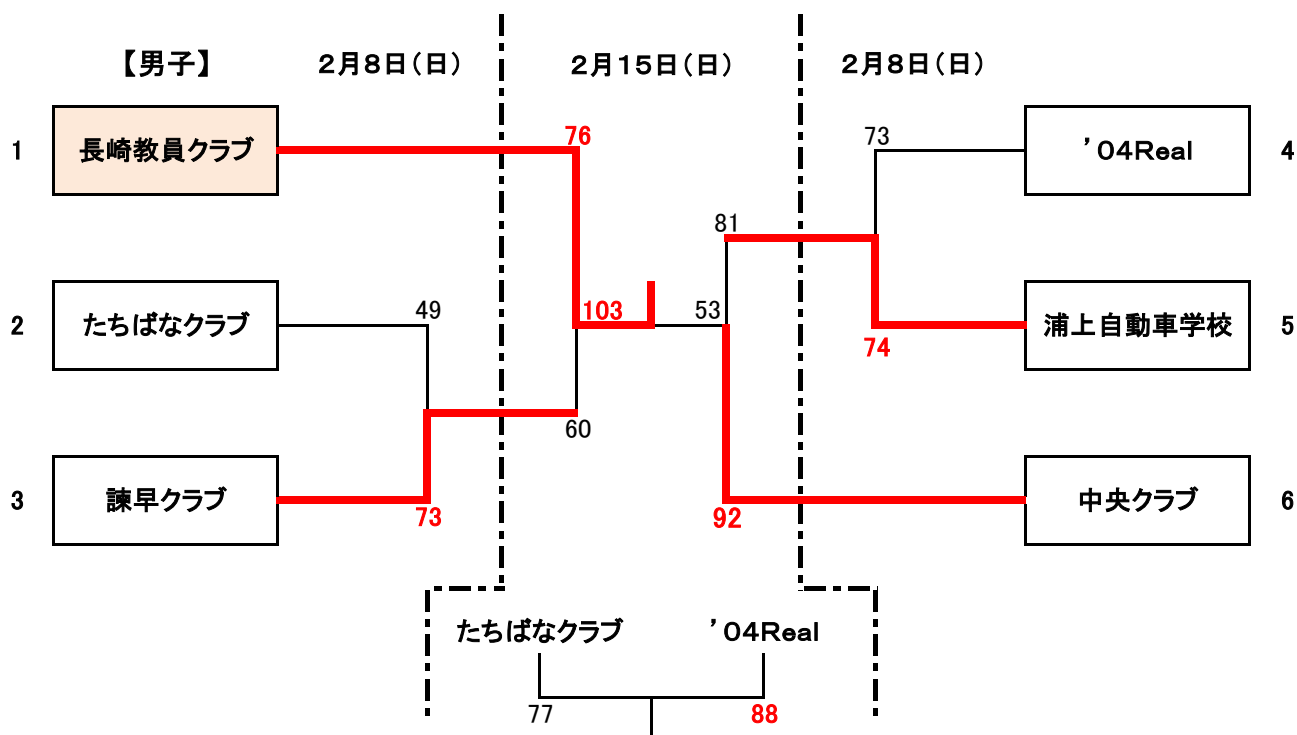 【男子】 2月8日(日) 2月15日(日) 2月8日(日)
1 長崎教員クラブ 76 73 ’04Real 4
81
2 たちばなクラブ 49 103 53 74 浦上自動車学校 5
60
3 諫早クラブ 73 92 中央クラブ 6
たちばなクラブ ’04Real
77 88